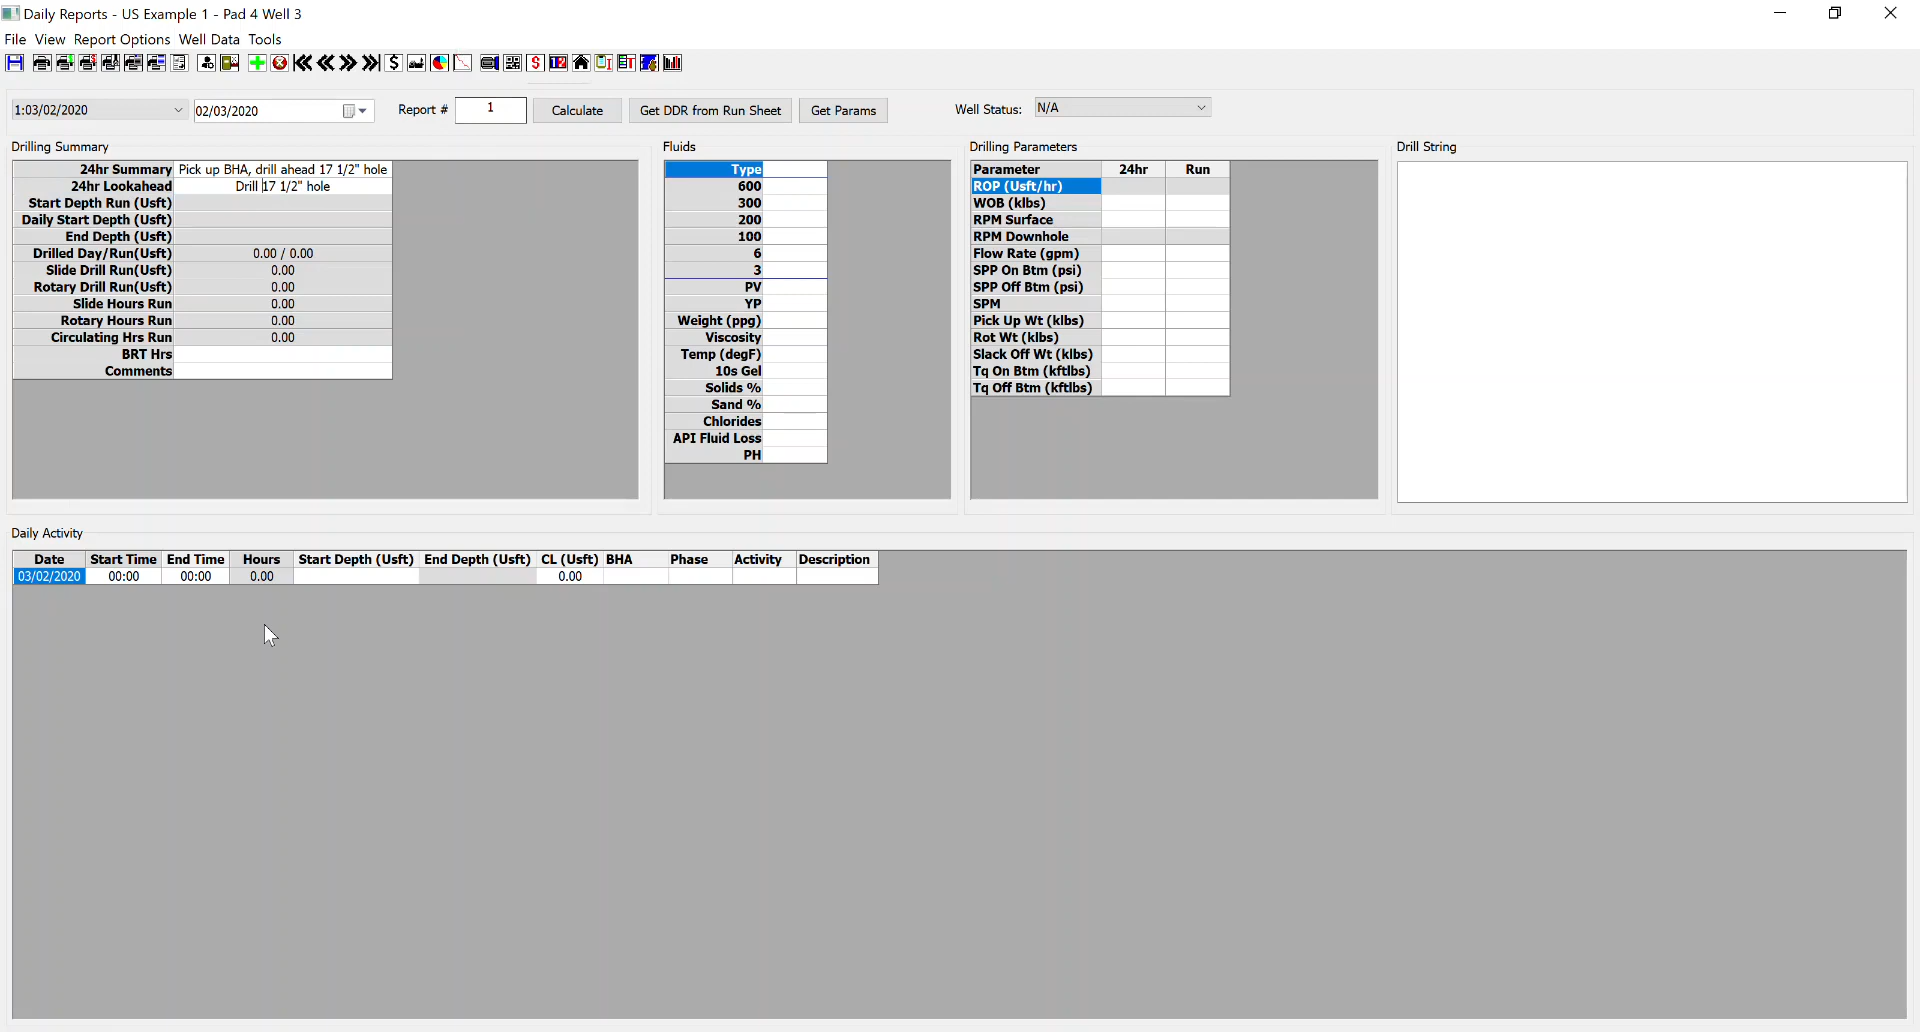 Daily Reports - US Example 1 - Pad 4 Well 3
File View Report Options Well Data Tools
1:03/02/2020 02/03/2020 Report # 1 Calculate Get DDR from Run Sheet Get Params Well Status: N/A
Drilling Summary
24hr Summary Pick up BHA, drill ahead 17 1/2" hole
24hr Lookahead Drill 17 1/2" hole
Start Depth Run (Usft)
Daily Start Depth (Usft)
End Depth (Usft)
Drilled Day/Run(Usft) 0.00 / 0.00
Slide Drill Run(Usft) 0.00
Rotary Drill Run(Usft) 0.00
Slide Hours Run 0.00
Rotary Hours Run 0.00
Circulating Hrs Run 0.00
BRT Hrs
Comments
Fluids
Type
600
300
200
100
6
3
PV
YP
Weight (ppg)
Viscosity
Temp (degF)
10s Gel
Solids %
Sand %
Chlorides
API Fluid Loss
PH
Drilling Parameters
Parameter 24hr Run
ROP (Usft/hr)
WOB (klbs)
RPM Surface
RPM Downhole
Flow Rate (gpm)
SPP On Btm (psi)
SPP Off Btm (psi)
SPM
Pick Up Wt (klbs)
Rot Wt (klbs)
Slack Off Wt (klbs)
Tq On Btm (kftlbs)
Tq Off Btm (kftlbs)
Drill String
Daily Activity
Date Start Time End Time Hours Start Depth (Usft) End Depth (Usft) CL (Usft) BHA Phase Activity Description
03/02/2020 00:00 00:00 0.00 0.00